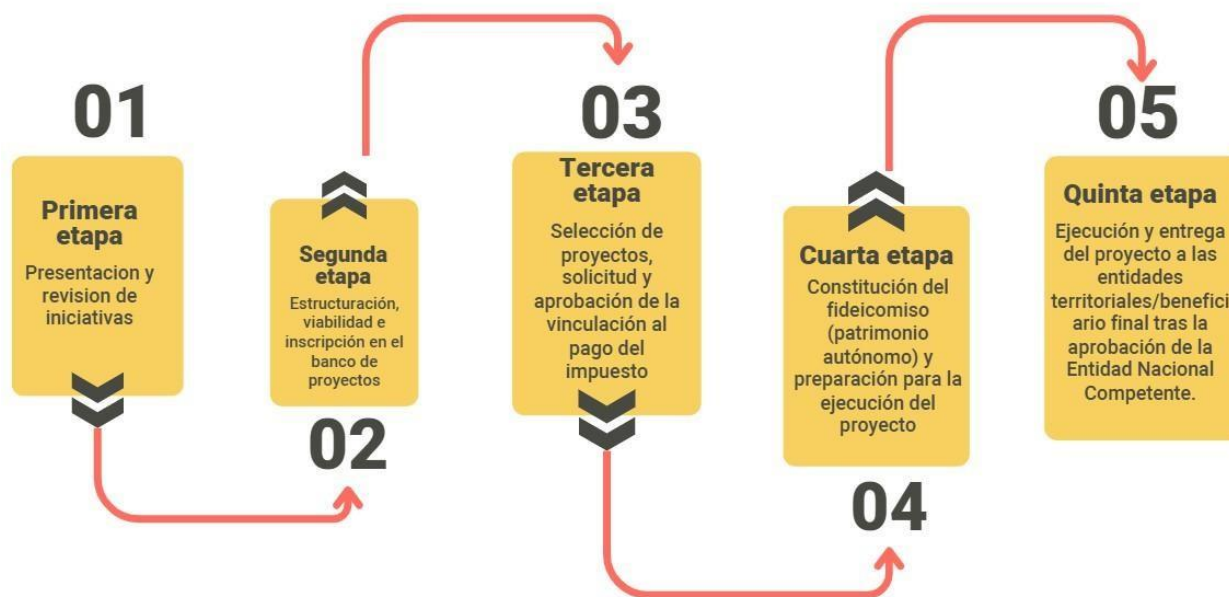 01
Primera
etapa
Presentacion y
revision de
iniciativas
Segunda
etapa
Estructuración,
viabilidad e
inscripción en el
banco de
proyectos
02
03
Tercera
etapa
Selección de
proyectos,
solicitud y
aprobación de la
vinculación al
pago del
impuesto
Cuarta etapa
Constitución del
fideicomiso
(patrimonio
autónomo) y
preparación para la
ejecución del
proyecto
04
05
Quinta etapa
Ejecución y entrega
del proyecto a las
entidades
territoriales/benefici
ario final tras la
aprobación de la
Entidad Nacional
Competente.